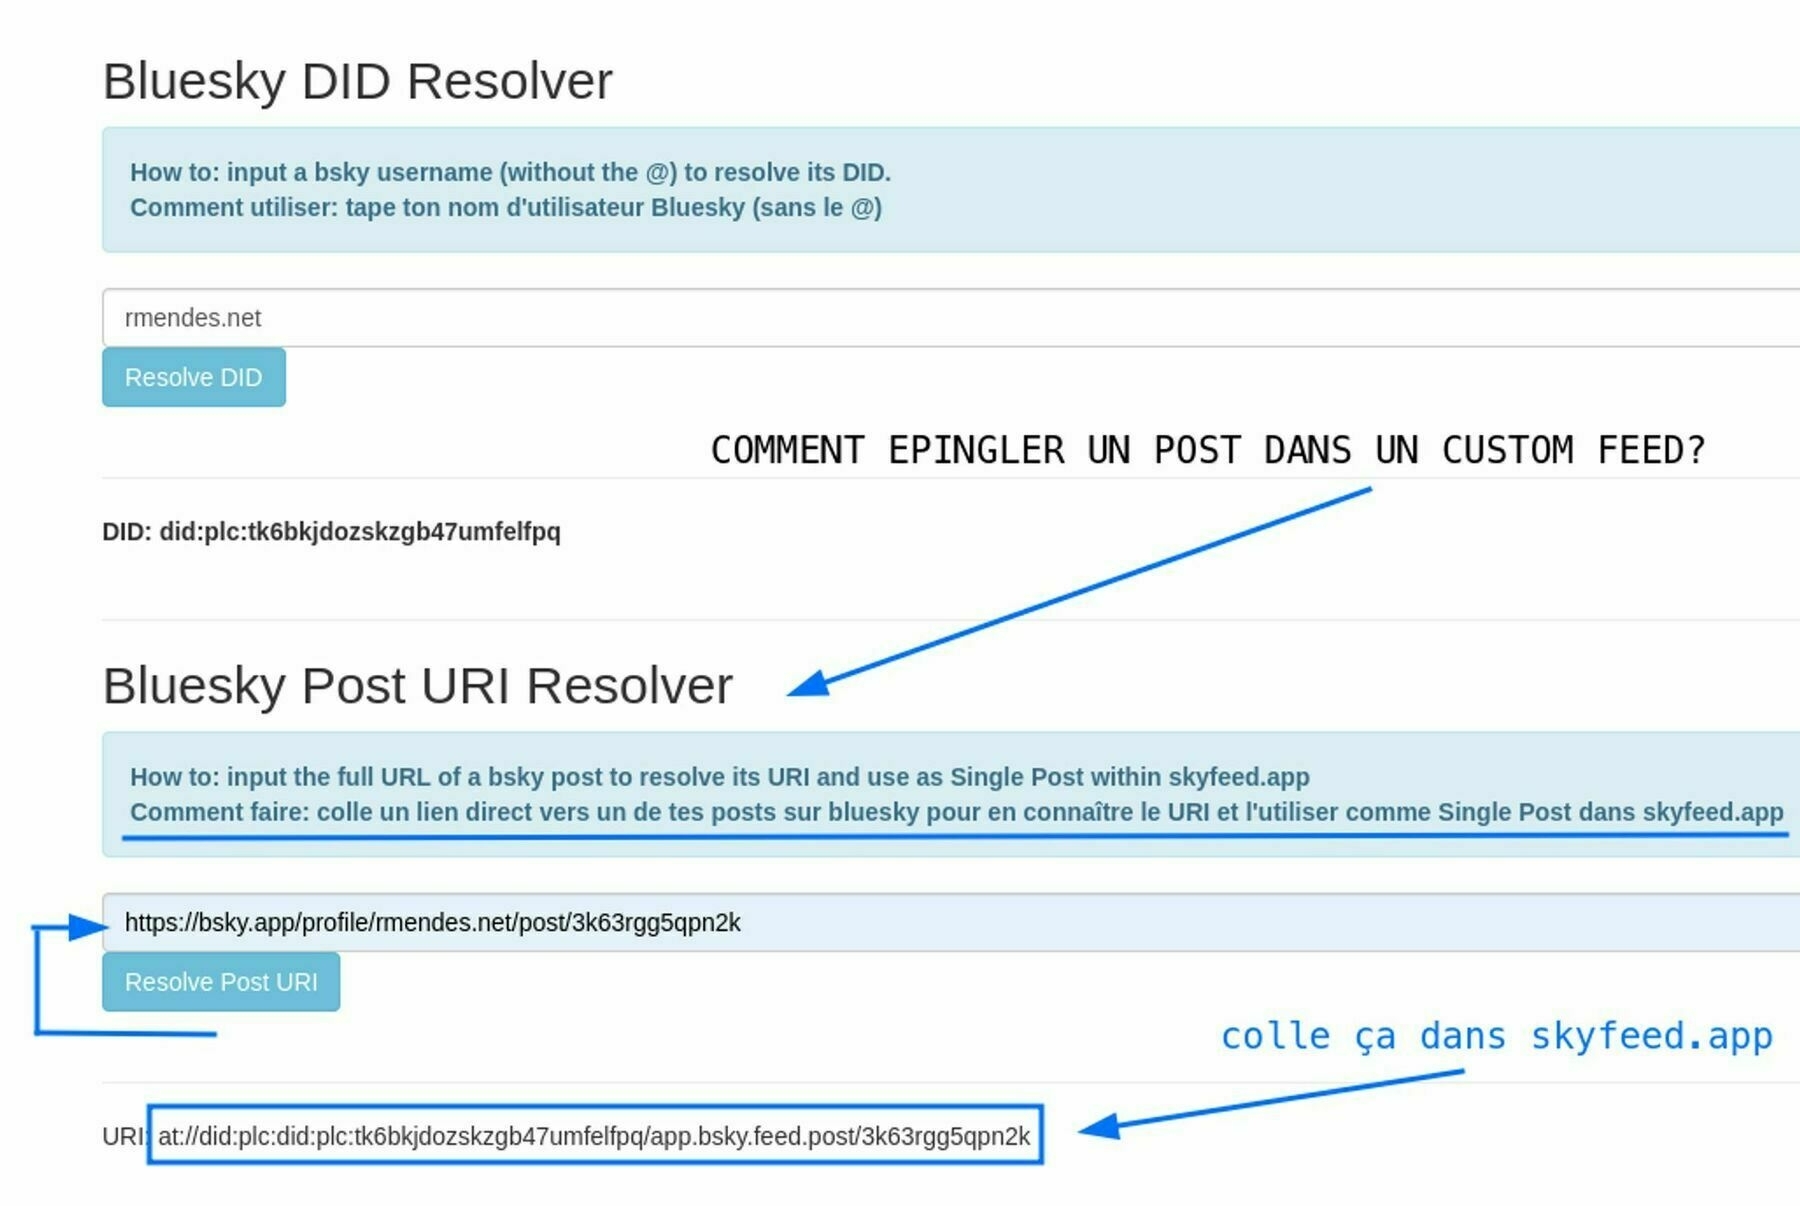 Bluesky DID Resolver
How to: input a bsky username (without the @) to resolve its DID.
Comment utiliser: tape ton nom d'utilisateur Bluesky (sans le @)
rmendes.net
Resolve DID
COMMENT EPINGLER UN POST DANS UN CUSTOM FEED?
DID: did:plc:tk6bkjdozskzgb47umfelfpq
Bluesky Post URI Resolver
How to: input the full URL of a bsky post to resolve its URI and use as Single Post within skyfeed.app
Comment faire: colle un lien direct vers un de tes posts sur bluesky pour en connaître le URI et l'utiliser comme Single Post dans skyfeed.app
https://bsky.app/profile/rmendes.net/post/3k63rgg5qpn2k
Resolve Post URI
colle ça dans skyfeed.app
URI: at://did:plc:did:plc:tk6bkjdozskzgb47umfelfpq/app.bsky.feed.post/3k63rgg5qpn2k